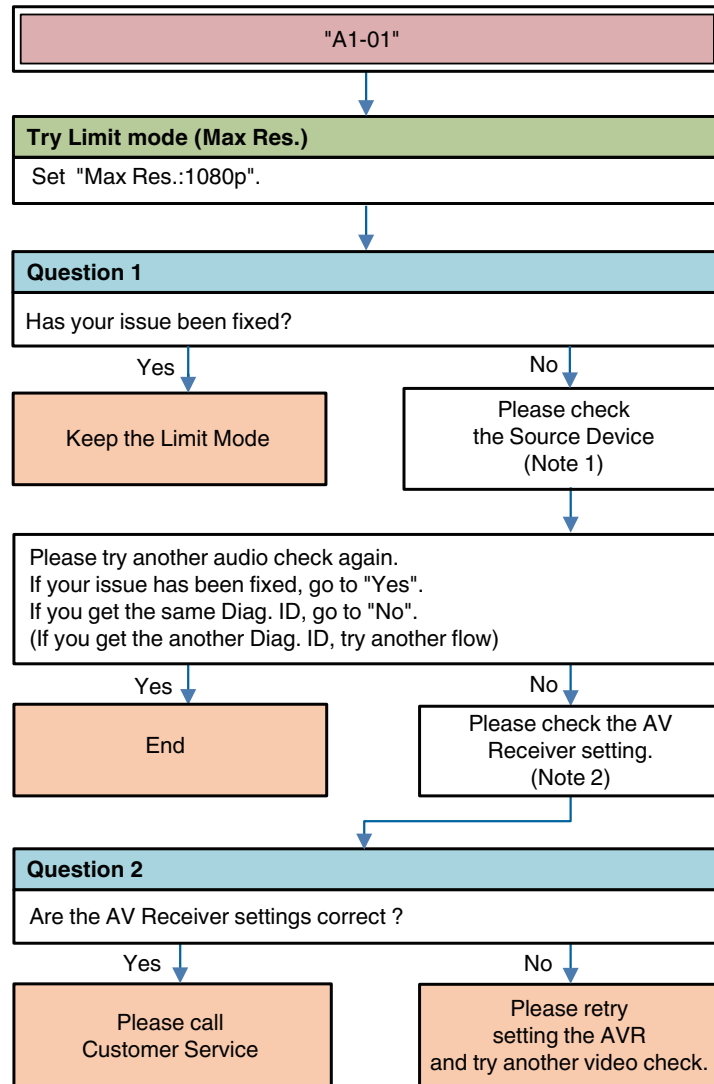 "A1-01"
Try Limit mode (Max Res.)
Set "Max Res.:1080p".
Question 1
Has your issue been fixed?
Yes
No
Keep the Limit Mode
Please check
the Source Device
(Note 1)
Please try another audio check again.
If your issue has been fixed, go to "Yes".
If you get the same Diag. ID, go to "No".
(If you get the another Diag. ID, try another flow)
Yes
No
End
Please check the AV
Receiver setting.
(Note 2)
Question 2
Are the AV Receiver settings correct ?
Yes
No
Please call
Customer Service
Please retry
setting the AVR
and try another video check.